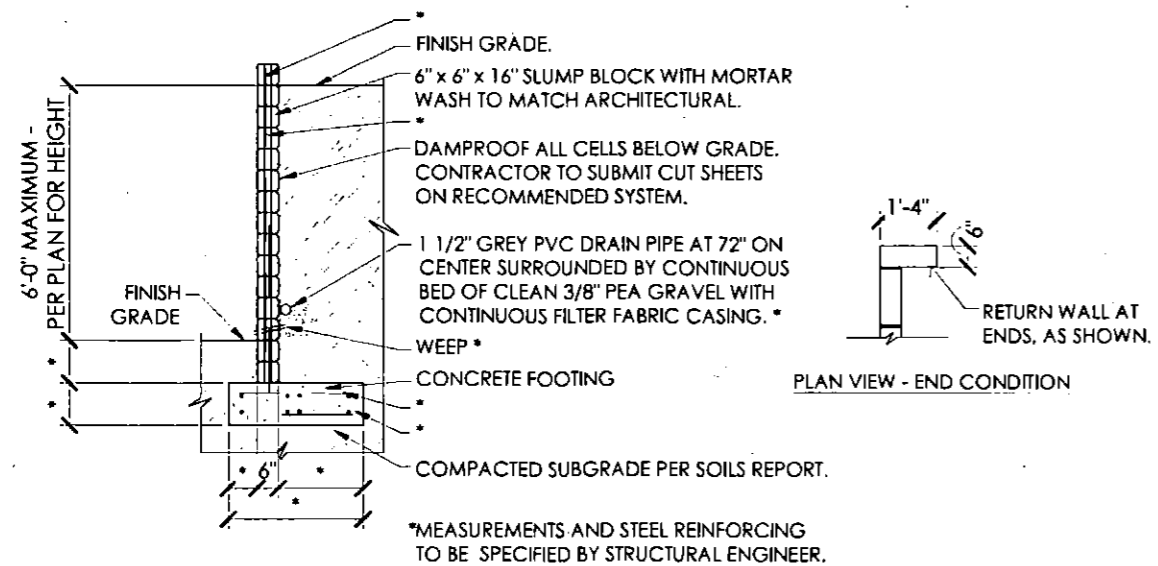 *
FINISH GRADE.
6" x 6" x 16" SLUMP BLOCK WITH MORTAR
WASH TO MATCH ARCHITECTURAL.
*
DAMPROOF ALL CELLS BELOW GRADE.
CONTRACTOR TO SUBMIT CUT SHEETS
ON RECOMMENDED SYSTEM.
1 1/2" GREY PVC DRAIN PIPE AT 72" ON
CENTER SURROUNDED BY CONTINUOUS
BED OF CLEAN 3/8" PEA GRAVEL WITH
CONTINUOUS FILTER FABRIC CASING. *
WEEP *
CONCRETE FOOTING
*
*
COMPACTED SUBGRADE PER SOILS REPORT.
*MEASUREMENTS AND STEEL REINFORCING
TO BE SPECIFIED BY STRUCTURAL ENGINEER.
6'-0" MAXIMUM -
PER PLAN FOR HEIGHT
FINISH
GRADE
*
*
* 6" *
*
1'-4"
6"
RETURN WALL AT
ENDS, AS SHOWN.
PLAN VIEW - END CONDITION